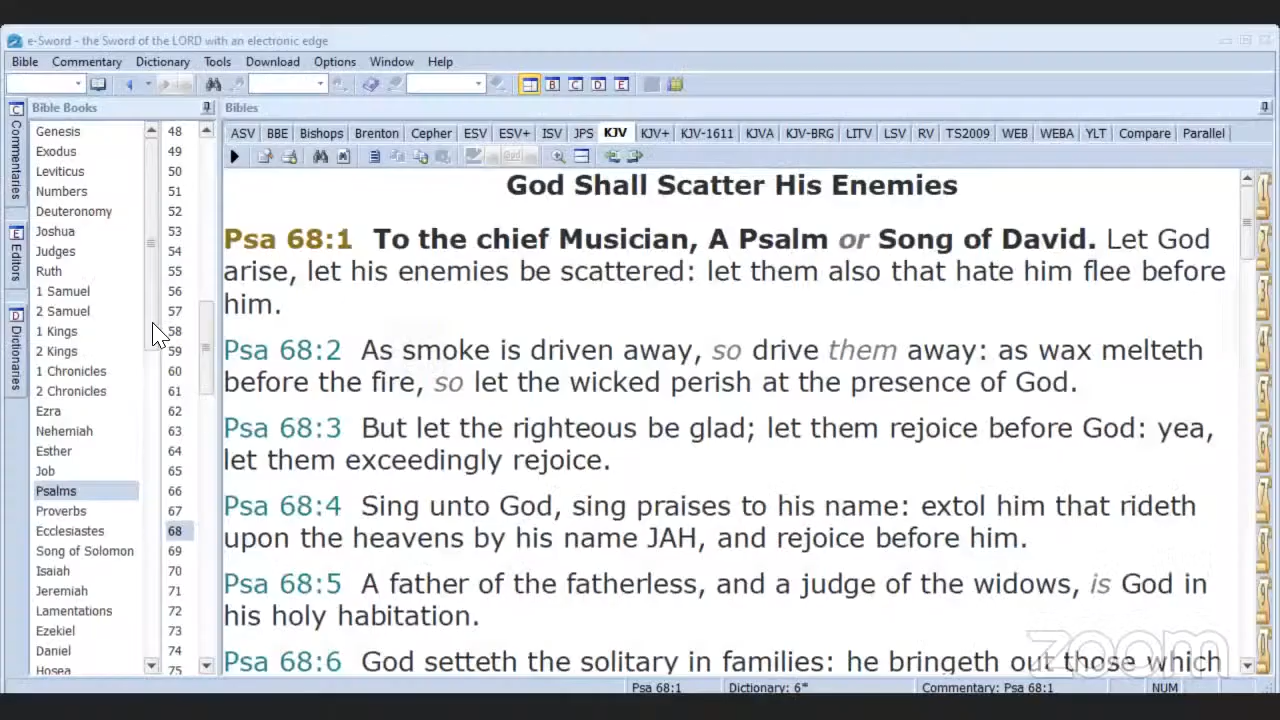 e-Sword - the Sword of the LORD with an electronic edge
Bible Commentary Dictionary Tools Download Options Window Help
B C D E
Bible Books
Bibles
C Commentaries
E Editors
D Dictionaries
Genesis
Exodus
Leviticus
Numbers
Deuteronomy
Joshua
Judges
Ruth
1 Samuel
2 Samuel
1 Kings
2 Kings
1 Chronicles
2 Chronicles
Ezra
Nehemiah
Esther
Job
Psalms
Proverbs
Ecclesiastes
Song of Solomon
Isaiah
Jeremiah
Lamentations
Ezekiel
Daniel
Hosea
48
49
50
51
52
53
54
55
56
57
58
59
60
61
62
63
64
65
66
67
68
69
70
71
72
73
74
75
ASV BBE Bishops Brenton Cepher ESV ESV+ ISV JPS KJV KJV+ KJV-1611 KJVA KJV-BRG LITV LSV RV TS2009 WEB WEBA YLT Compare Parallel
God Shall Scatter His Enemies
Psa 68:1 To the chief Musician, A Psalm or Song of David. Let God
arise, let his enemies be scattered: let them also that hate him flee before
him.
Psa 68:2 As smoke is driven away, so drive them away: as wax melteth
before the fire, so let the wicked perish at the presence of God.
Psa 68:3 But let the righteous be glad; let them rejoice before God: yea,
let them exceedingly rejoice.
Psa 68:4 Sing unto God, sing praises to his name: extol him that rideth
upon the heavens by his name JAH, and rejoice before him.
Psa 68:5 A father of the fatherless, and a judge of the widows, is God in
his holy habitation.
Psa 68:6 God setteth the solitary in families: he bringeth out those which
zoom
Psa 68:1 Dictionary: 6* Commentary: Psa 68:1 NUM